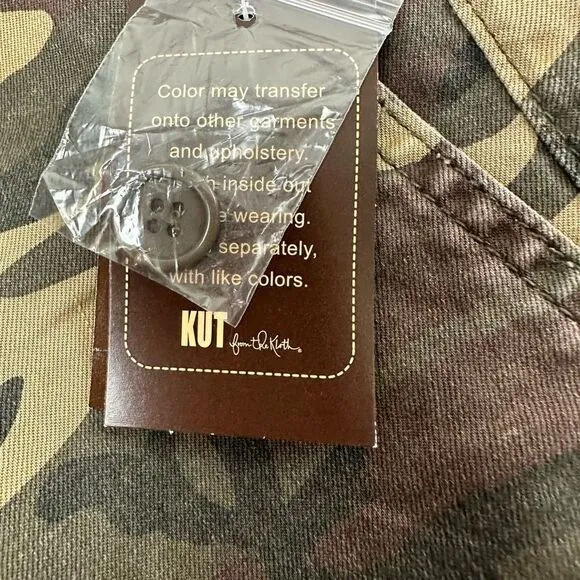 Color may transfer
onto other garments
and upholstery.
inside out
wearing.
separately,
with like colors.
KUT from the Kloth